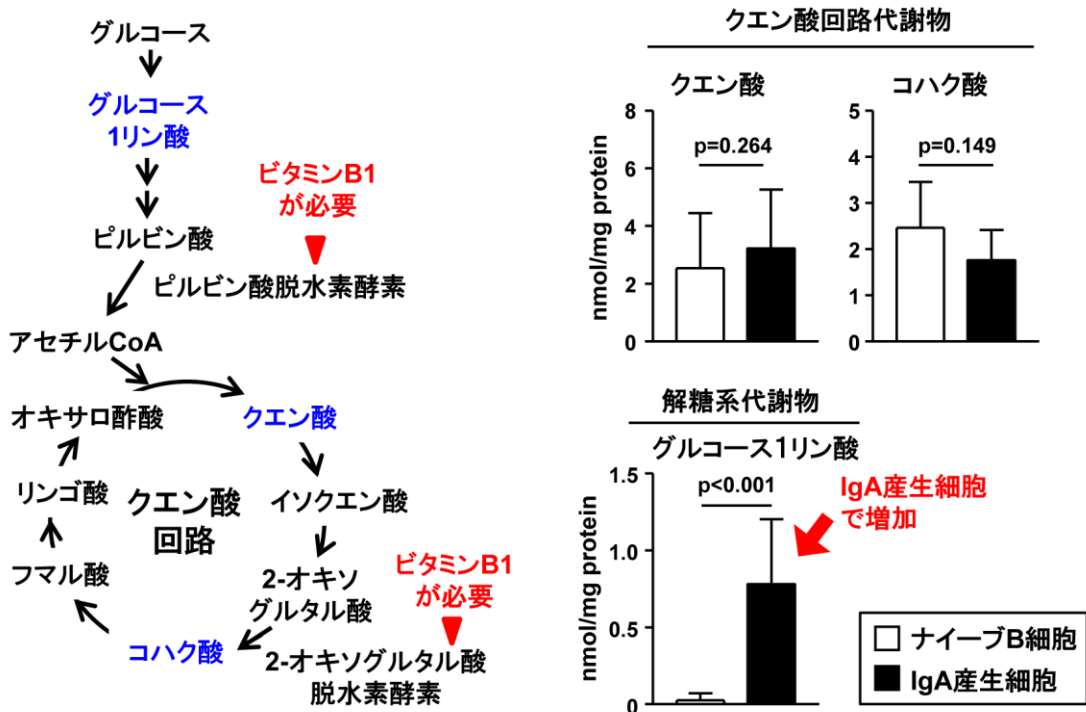 グルコース
グルコース
1リン酸
ビタミンB1
が必要
ピルビン酸
ピルビン酸脱水素酵素
アセチルCoA
オキサロ酢酸
クエン酸
リンゴ酸
クエン酸
回路
イソクエン酸
フマル酸
2-オキソ
グルタル酸
ビタミンB1
が必要
コハク酸
2-オキソグルタル酸
脱水素酵素
クエン酸回路代謝物
クエン酸
nmol/mg protein
8
6
4
2
0
p=0.264
コハク酸
5
4
3
2
1
0
p=0.149
解糖系代謝物
グルコース1リン酸
nmol/mg protein
1.5
1.0
0.5
0
p<0.001
IgA産生細胞
で増加
ナイーブB細胞
IgA産生細胞